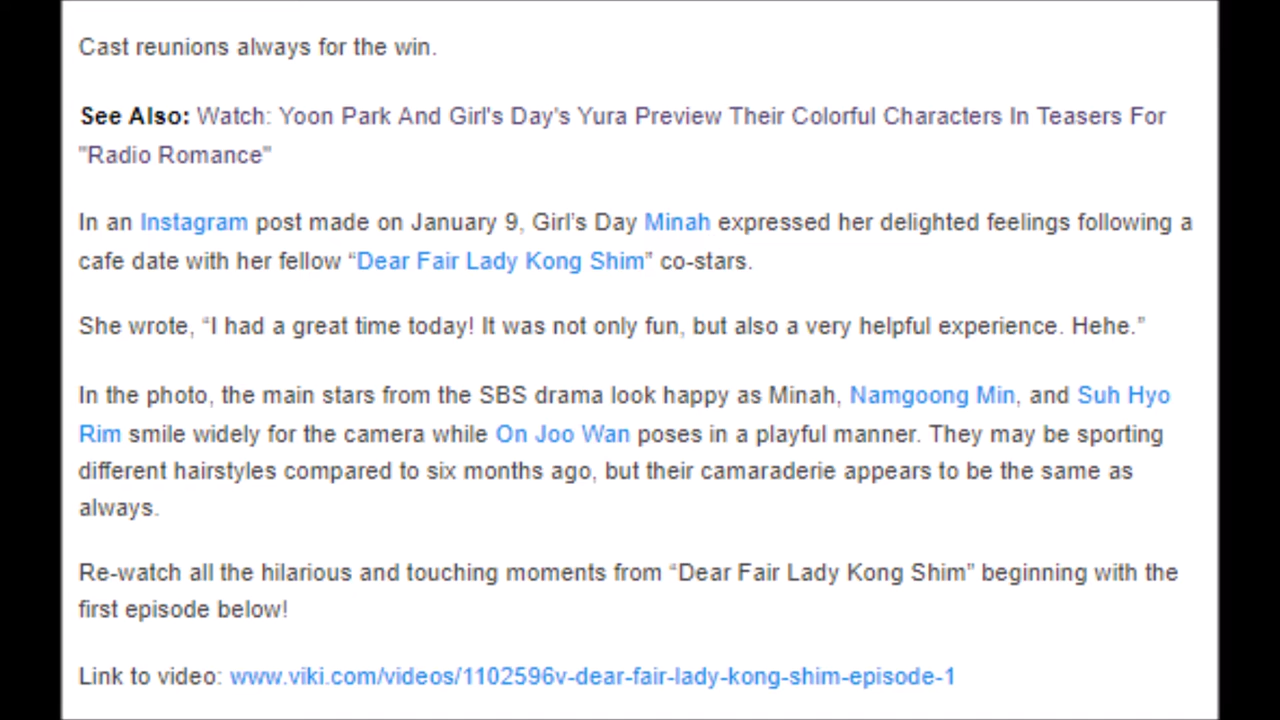 Cast reunions always for the win.
See Also: Watch: Yoon Park And Girl's Day's Yura Preview Their Colorful Characters In Teasers For
"Radio Romance"
In an Instagram post made on January 9, Girl’s Day Minah expressed her delighted feelings following a
cafe date with her fellow “Dear Fair Lady Kong Shim” co-stars.
She wrote, “I had a great time today! It was not only fun, but also a very helpful experience. Hehe.”
In the photo, the main stars from the SBS drama look happy as Minah, Namgoong Min, and Suh Hyo
Rim smile widely for the camera while On Joo Wan poses in a playful manner. They may be sporting
different hairstyles compared to six months ago, but their camaraderie appears to be the same as
always.
Re-watch all the hilarious and touching moments from “Dear Fair Lady Kong Shim” beginning with the
first episode below!
Link to video: www.viki.com/videos/1102596v-dear-fair-lady-kong-shim-episode-1